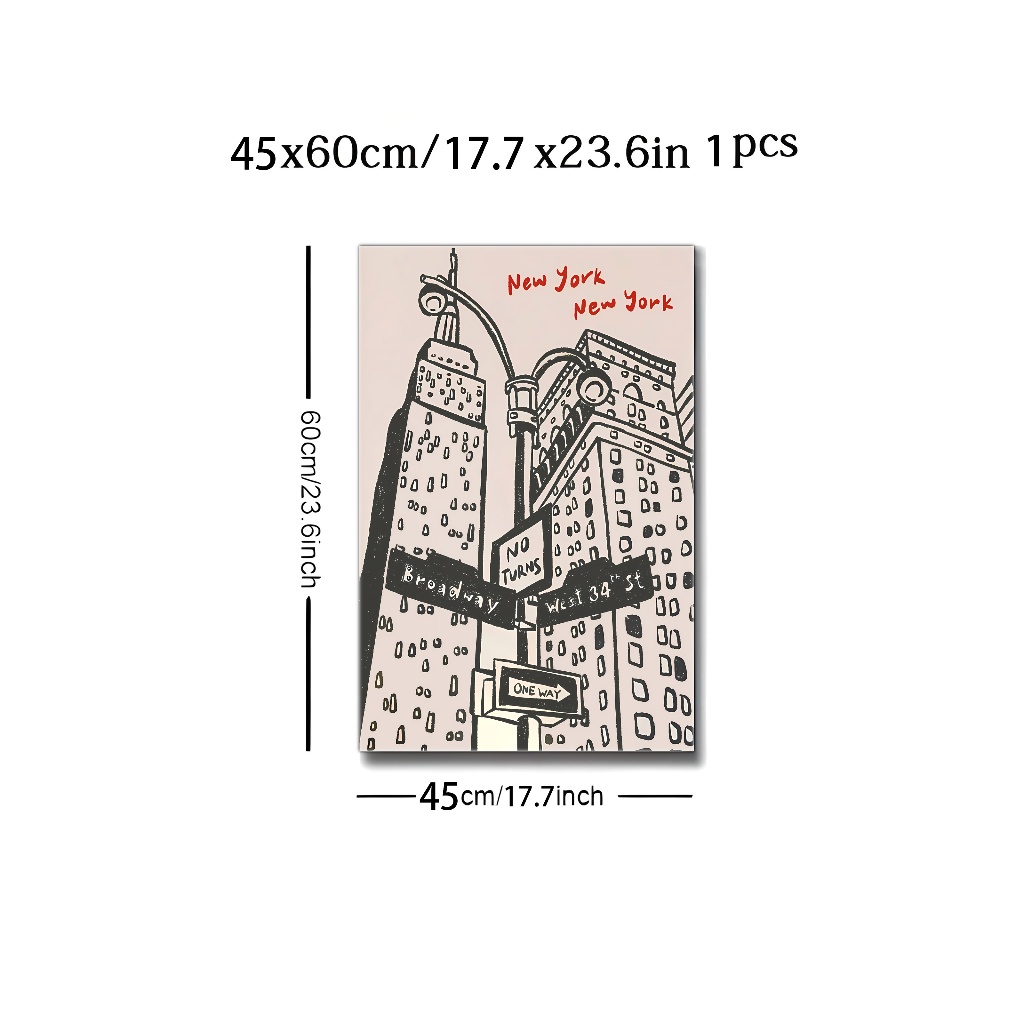 45x60cm/17.7 x23.6in 1pcs
New York
New York
60cm/23.6inch
NO
TURNS
Broadway
West 34th St
ONE WAY
45cm/17.7inch